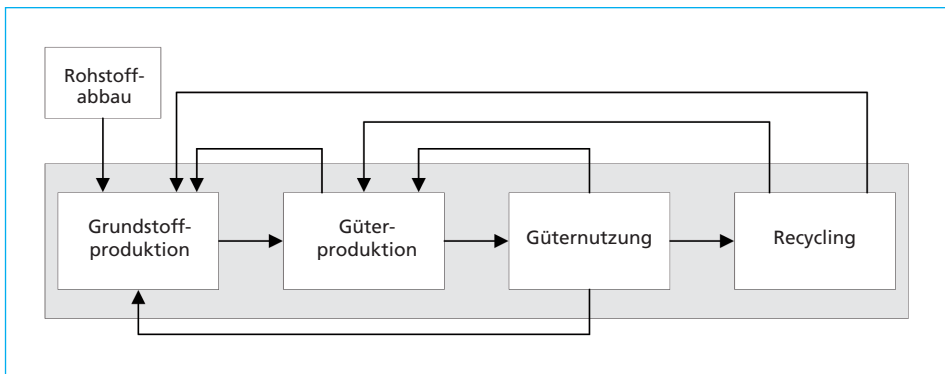 Rohstoff-
abbau
Grundstoff-
produktion
Güter-
produktion
Güternutzung
Recycling